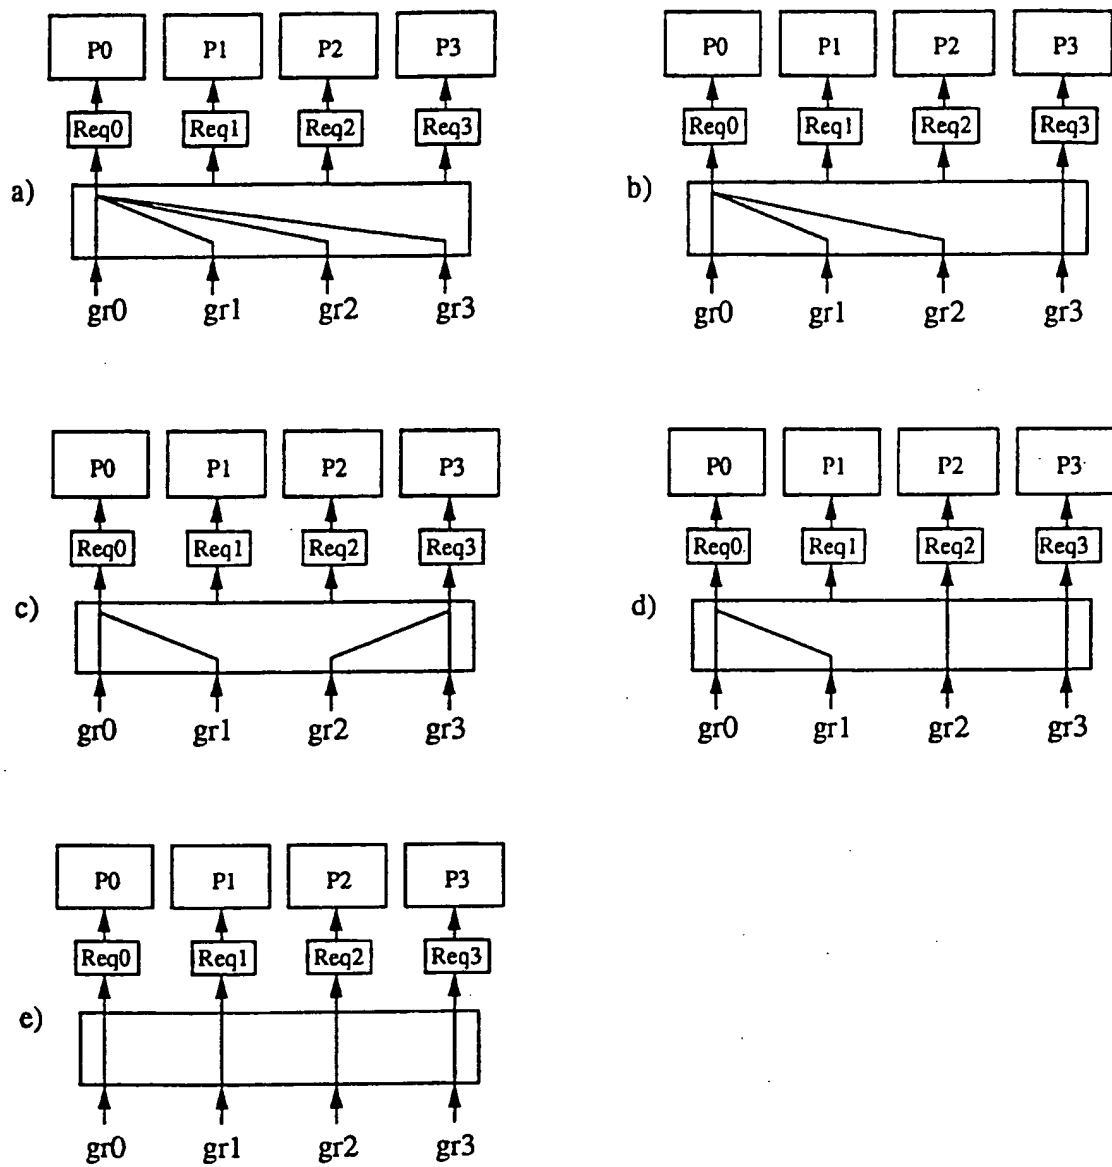 P0 P1 P2 P3
Req0 Req1 Req2 Req3
a)
gr0 gr1 gr2 gr3
P0 P1 P2 P3
Req0 Req1 Req2 Req3
b)
gr0 gr1 gr2 gr3
P0 P1 P2 P3
Req0 Req1 Req2 Req3
c)
gr0 gr1 gr2 gr3
P0 P1 P2 P3
Req0 Req1 Req2 Req3
d)
gr0 gr1 gr2 gr3
P0 P1 P2 P3
Req0 Req1 Req2 Req3
e)
gr0 gr1 gr2 gr3